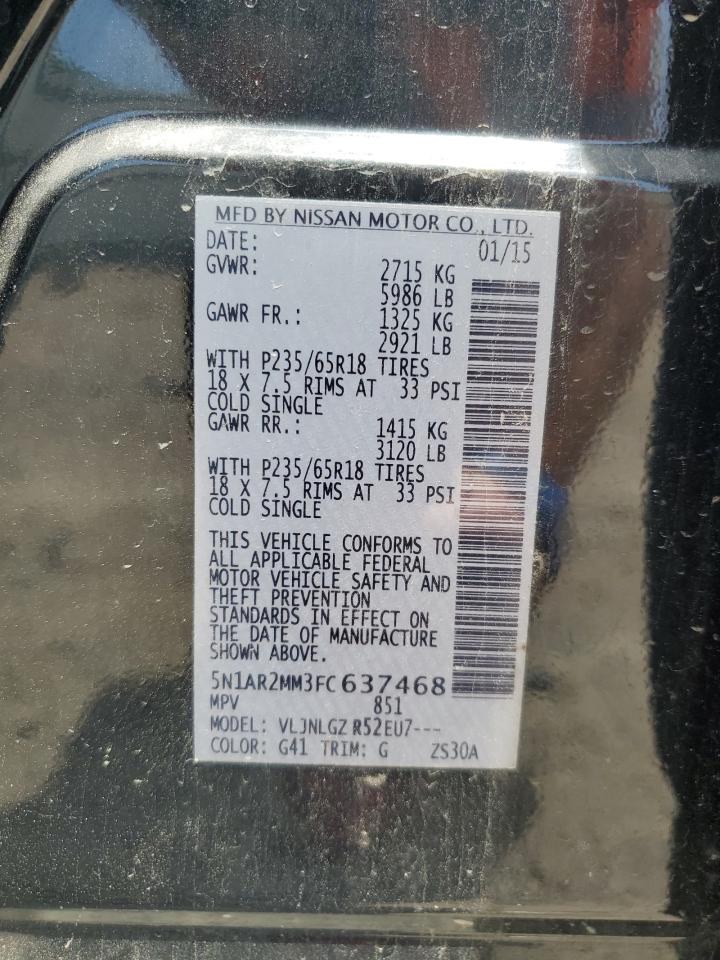 MFD BY NISSAN MOTOR CO., LTD.
DATE: 01/15
GVWR: 2715 KG
5986 LB
GAWR FR.: 1325 KG
2921 LB
WITH P235/65R18 TIRES
18 X 7.5 RIMS AT 33 PSI
COLD SINGLE
GAWR RR.: 1415 KG
3120 LB
WITH P235/65R18 TIRES
18 X 7.5 RIMS AT 33 PSI
COLD SINGLE
THIS VEHICLE CONFORMS TO
ALL APPLICABLE FEDERAL
MOTOR VEHICLE SAFETY AND
THEFT PREVENTION
STANDARDS IN EFFECT ON
THE DATE OF MANUFACTURE
SHOWN ABOVE.
5N1AR2MM3FC637468
MPV 851
MODEL: VLJNLGZ R52EU7---
COLOR: G41 TRIM: G ZS30A